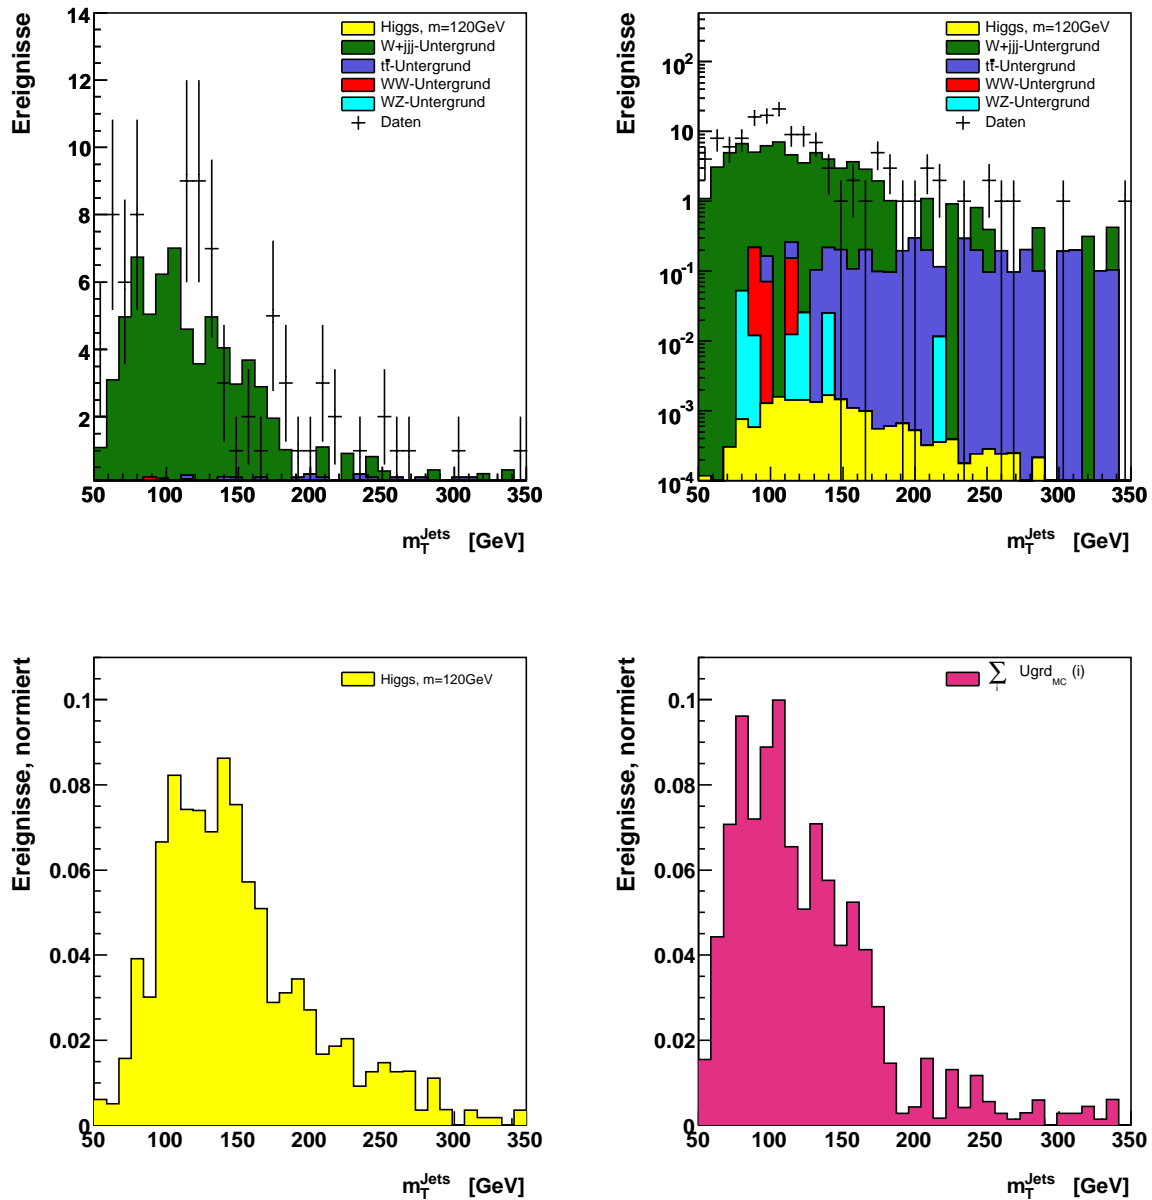 Ereignisse
14
12
10
8
6
4
2
50 100 150 200 250 300 350
m_T^Jets [GeV]
Higgs, m=120GeV
W+jjj-Untergrund
tt̄-Untergrund
WW-Untergrund
WZ-Untergrund
Daten
Ereignisse
10²
10
1
10⁻¹
10⁻²
10⁻³
10⁻⁴
50 100 150 200 250 300 350
m_T^Jets [GeV]
Higgs, m=120GeV
W+jjj-Untergrund
tt̄-Untergrund
WW-Untergrund
WZ-Untergrund
Daten
Ereignisse, normiert
0.1
0.08
0.06
0.04
0.02
0
50 100 150 200 250 300 350
m_T^Jets [GeV]
Higgs, m=120GeV
Ereignisse, normiert
0.1
0.08
0.06
0.04
0.02
0
50 100 150 200 250 300 350
m_T^Jets [GeV]
∑_i Ugrd_MC (i)